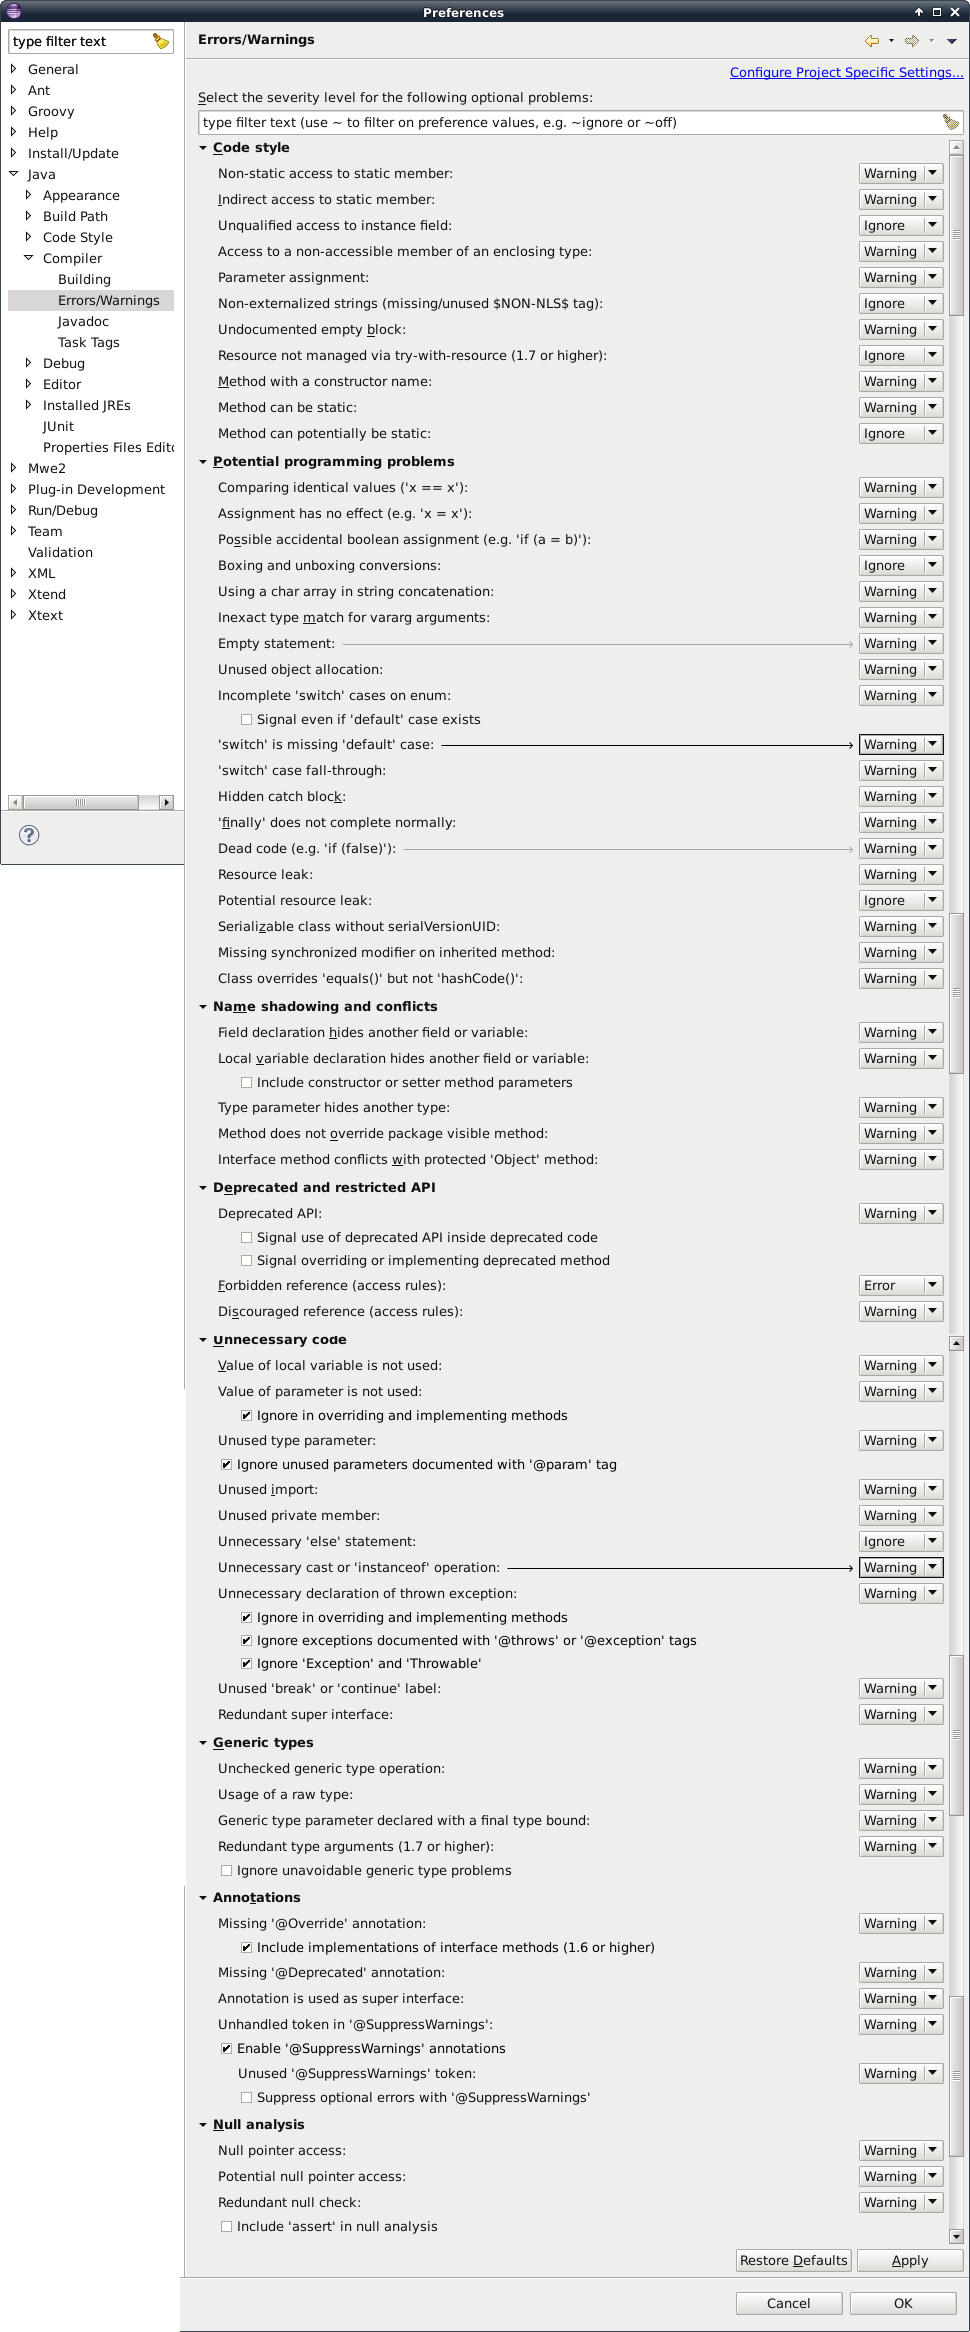 Preferences
type filter text
General
Ant
Groovy
Help
Install/Update
Java
Appearance
Build Path
Code Style
Compiler
Building
Errors/Warnings
Javadoc
Task Tags
Debug
Editor
Installed JREs
JUnit
Properties Files Edito
Mwe2
Plug-in Development
Run/Debug
Team
Validation
XML
Xtend
Xtext
Errors/Warnings
Configure Project Specific Settings...
Select the severity level for the following optional problems:
type filter text (use ~ to filter on preference values, e.g. ~ignore or ~off)
Code style
Non-static access to static member: Warning
Indirect access to static member: Warning
Unqualified access to instance field: Ignore
Access to a non-accessible member of an enclosing type: Warning
Parameter assignment: Warning
Non-externalized strings (missing/unused $NON-NLS$ tag): Ignore
Undocumented empty block: Warning
Resource not managed via try-with-resource (1.7 or higher): Ignore
Method with a constructor name: Warning
Method can be static: Warning
Method can potentially be static: Ignore
Potential programming problems
Comparing identical values ('x == x'): Warning
Assignment has no effect (e.g. 'x = x'): Warning
Possible accidental boolean assignment (e.g. 'if (a = b)'): Warning
Boxing and unboxing conversions: Ignore
Using a char array in string concatenation: Warning
Inexact type match for vararg arguments: Warning
Empty statement: Warning
Unused object allocation: Warning
Incomplete 'switch' cases on enum: Warning
Signal even if 'default' case exists
'switch' is missing 'default' case: Warning
'switch' case fall-through: Warning
Hidden catch block: Warning
'finally' does not complete normally: Warning
Dead code (e.g. 'if (false)'): Warning
Resource leak: Warning
Potential resource leak: Ignore
Serializable class without serialVersionUID: Warning
Missing synchronized modifier on inherited method: Warning
Class overrides 'equals()' but not 'hashCode()': Warning
Name shadowing and conflicts
Field declaration hides another field or variable: Warning
Local variable declaration hides another field or variable: Warning
Include constructor or setter method parameters
Type parameter hides another type: Warning
Method does not override package visible method: Warning
Interface method conflicts with protected 'Object' method: Warning
Deprecated and restricted API
Deprecated API: Warning
Signal use of deprecated API inside deprecated code
Signal overriding or implementing deprecated method
Forbidden reference (access rules): Error
Discouraged reference (access rules): Warning
Unnecessary code
Value of local variable is not used: Warning
Value of parameter is not used: Warning
Ignore in overriding and implementing methods
Unused type parameter: Warning
Ignore unused parameters documented with '@param' tag
Unused import: Warning
Unused private member: Warning
Unnecessary 'else' statement: Ignore
Unnecessary cast or 'instanceof' operation: Warning
Unnecessary declaration of thrown exception: Warning
Ignore in overriding and implementing methods
Ignore exceptions documented with '@throws' or '@exception' tags
Ignore 'Exception' and 'Throwable'
Unused 'break' or 'continue' label: Warning
Redundant super interface: Warning
Generic types
Unchecked generic type operation: Warning
Usage of a raw type: Warning
Generic type parameter declared with a final type bound: Warning
Redundant type arguments (1.7 or higher): Warning
Ignore unavoidable generic type problems
Annotations
Missing '@Override' annotation: Warning
Include implementations of interface methods (1.6 or higher)
Missing '@Deprecated' annotation: Warning
Annotation is used as super interface: Warning
Unhandled token in '@SuppressWarnings': Warning
Enable '@SuppressWarnings' annotations
Unused '@SuppressWarnings' token: Warning
Suppress optional errors with '@SuppressWarnings'
Null analysis
Null pointer access: Warning
Potential null pointer access: Warning
Redundant null check: Warning
Include 'assert' in null analysis
Restore Defaults Apply
Cancel OK